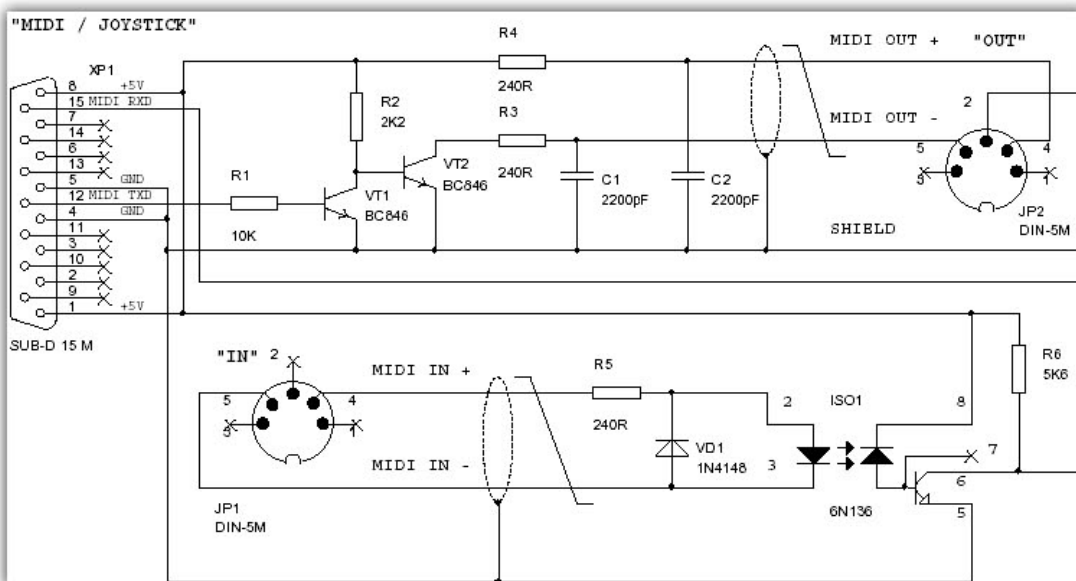 "MIDI / JOYSTICK"
XP1
8 +5V
15 MIDI RXD
7
14
6
13
5 GND
12 MIDI TXD
4 GND
11
3
10
2
9
1 +5V
SUB-D 15 M
R1
10K
R2
2K2
VT1
BC846
VT2
BC846
R4
240R
R3
240R
C1
2200pF
C2
2200pF
MIDI OUT +
"OUT"
MIDI OUT -
SHIELD
2
5
4
3
1
JP2
DIN-5M
"IN"
2
5
4
3
1
JP1
DIN-5M
MIDI IN +
MIDI IN -
R5
240R
VD1
1N4148
ISO1
2
3
8
7
6
5
6N136
R6
5K6